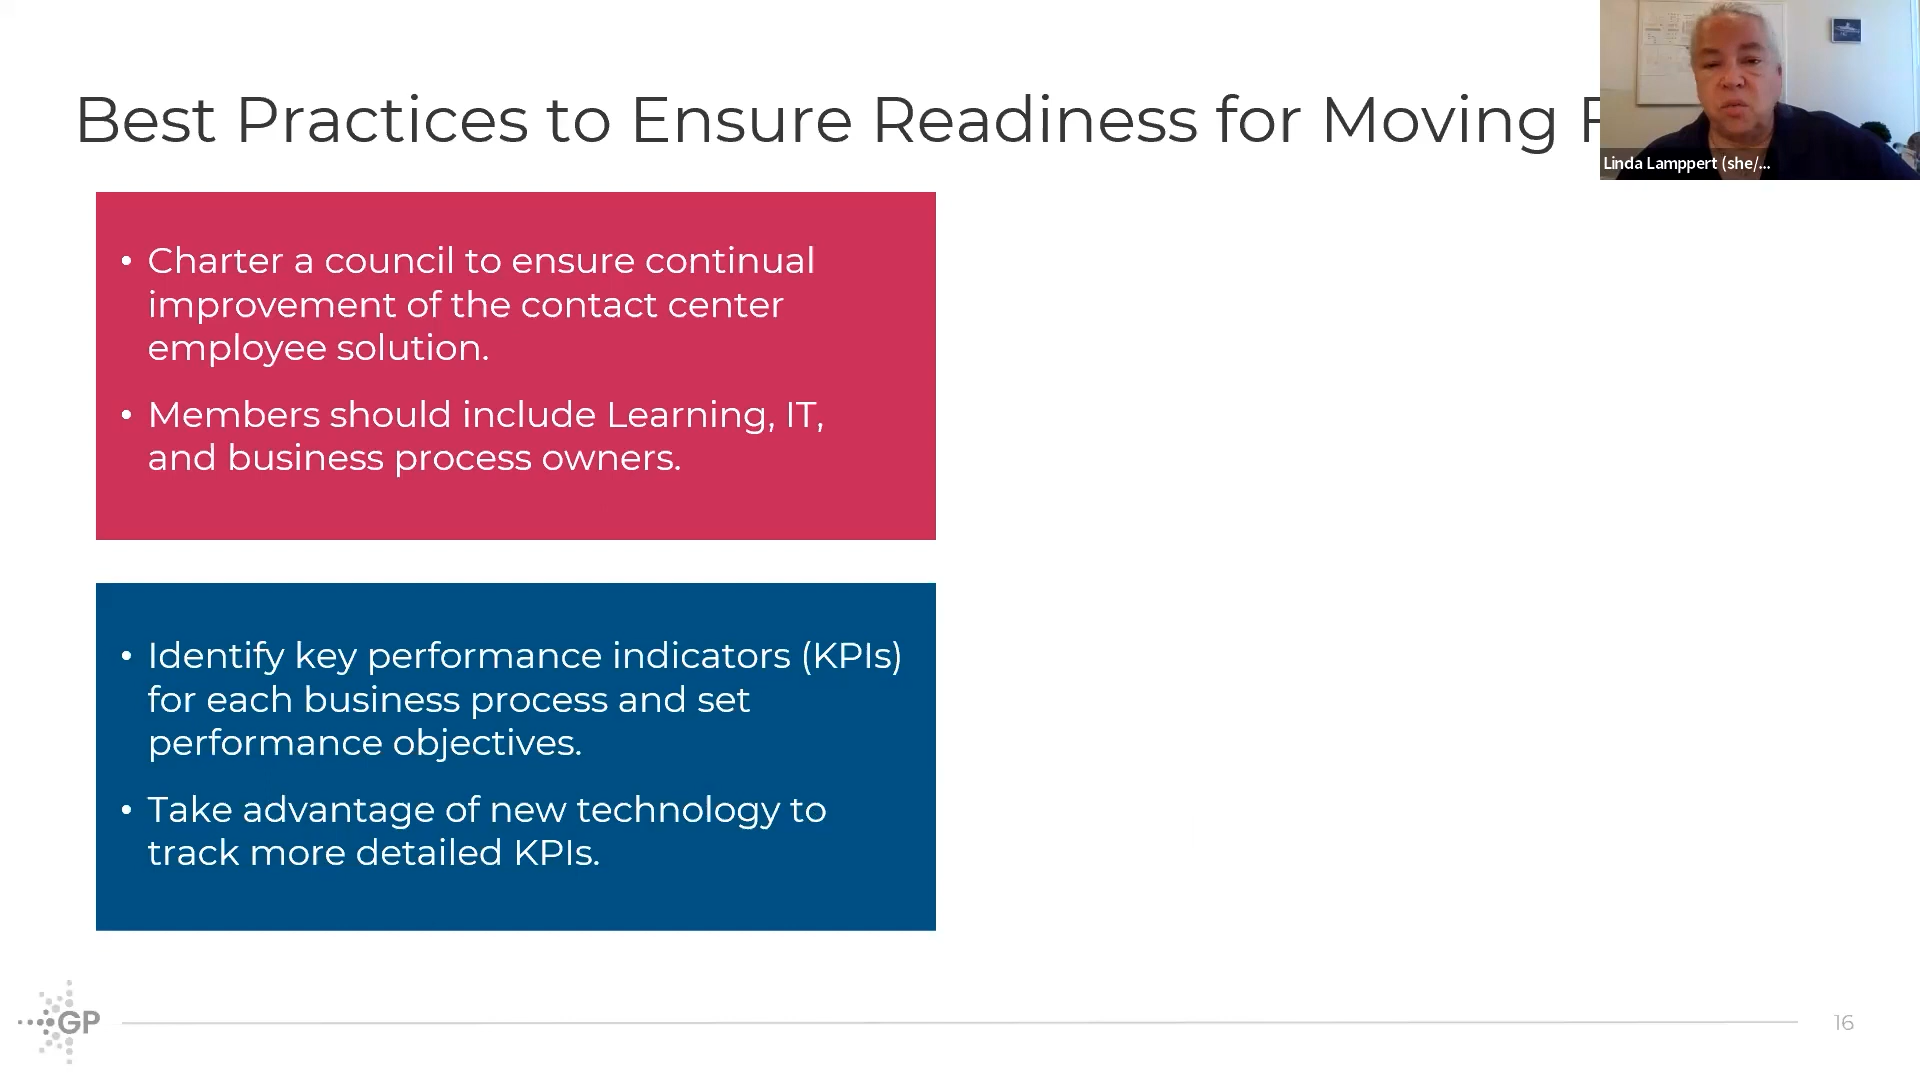 Best Practices to Ensure Readiness for Moving F
Linda Lamppert (she/...
• Charter a council to ensure continual
improvement of the contact center
employee solution.
• Members should include Learning, IT,
and business process owners.
• Identify key performance indicators (KPIs)
for each business process and set
performance objectives.
• Take advantage of new technology to
track more detailed KPIs.
GP
16